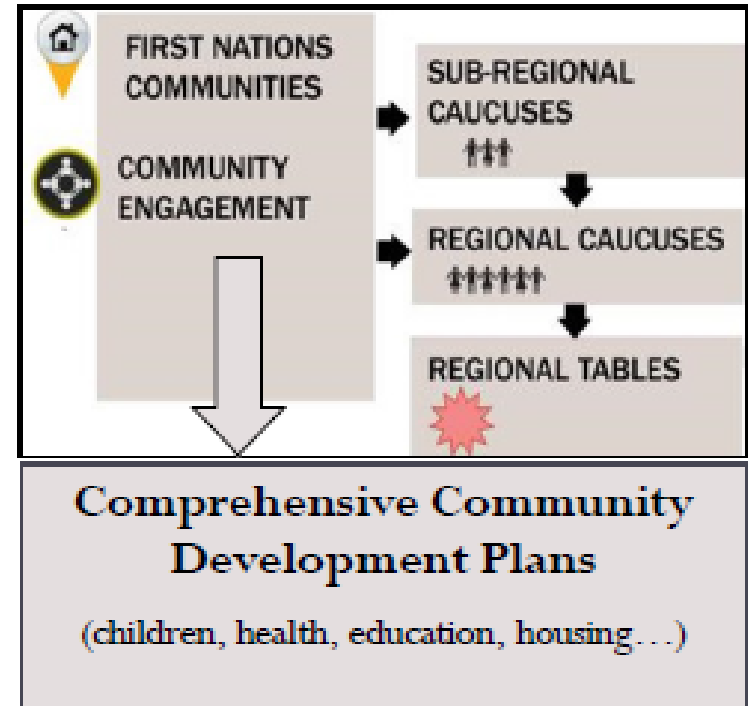 FIRST NATIONS
COMMUNITIES
COMMUNITY
ENGAGEMENT
SUB-REGIONAL
CAUCUSES
REGIONAL CAUCUSES
REGIONAL TABLES
Comprehensive Community
Development Plans
(children, health, education, housing…)